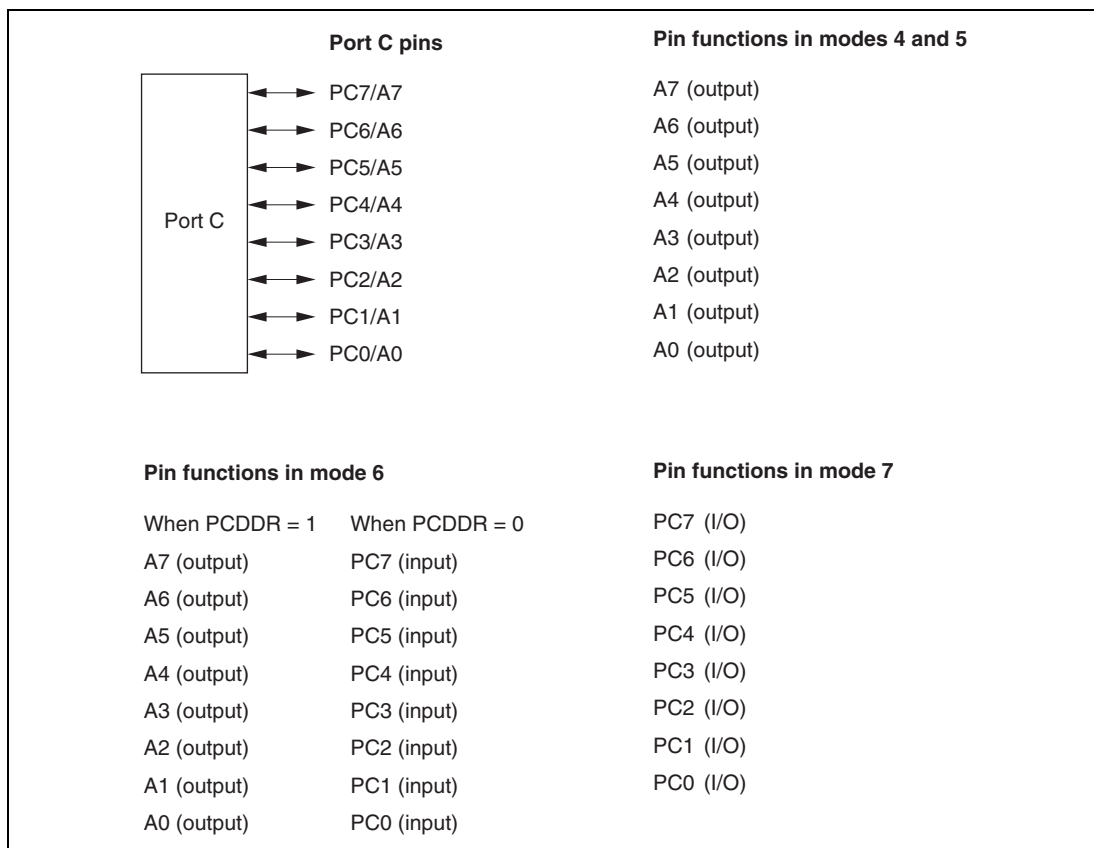 Port C pins
Port C
PC7/A7
PC6/A6
PC5/A5
PC4/A4
PC3/A3
PC2/A2
PC1/A1
PC0/A0
Pin functions in modes 4 and 5
A7 (output)
A6 (output)
A5 (output)
A4 (output)
A3 (output)
A2 (output)
A1 (output)
A0 (output)
Pin functions in mode 6
When PCDDR = 1 When PCDDR = 0
A7 (output) PC7 (input)
A6 (output) PC6 (input)
A5 (output) PC5 (input)
A4 (output) PC4 (input)
A3 (output) PC3 (input)
A2 (output) PC2 (input)
A1 (output) PC1 (input)
A0 (output) PC0 (input)
Pin functions in mode 7
PC7 (I/O)
PC6 (I/O)
PC5 (I/O)
PC4 (I/O)
PC3 (I/O)
PC2 (I/O)
PC1 (I/O)
PC0 (I/O)